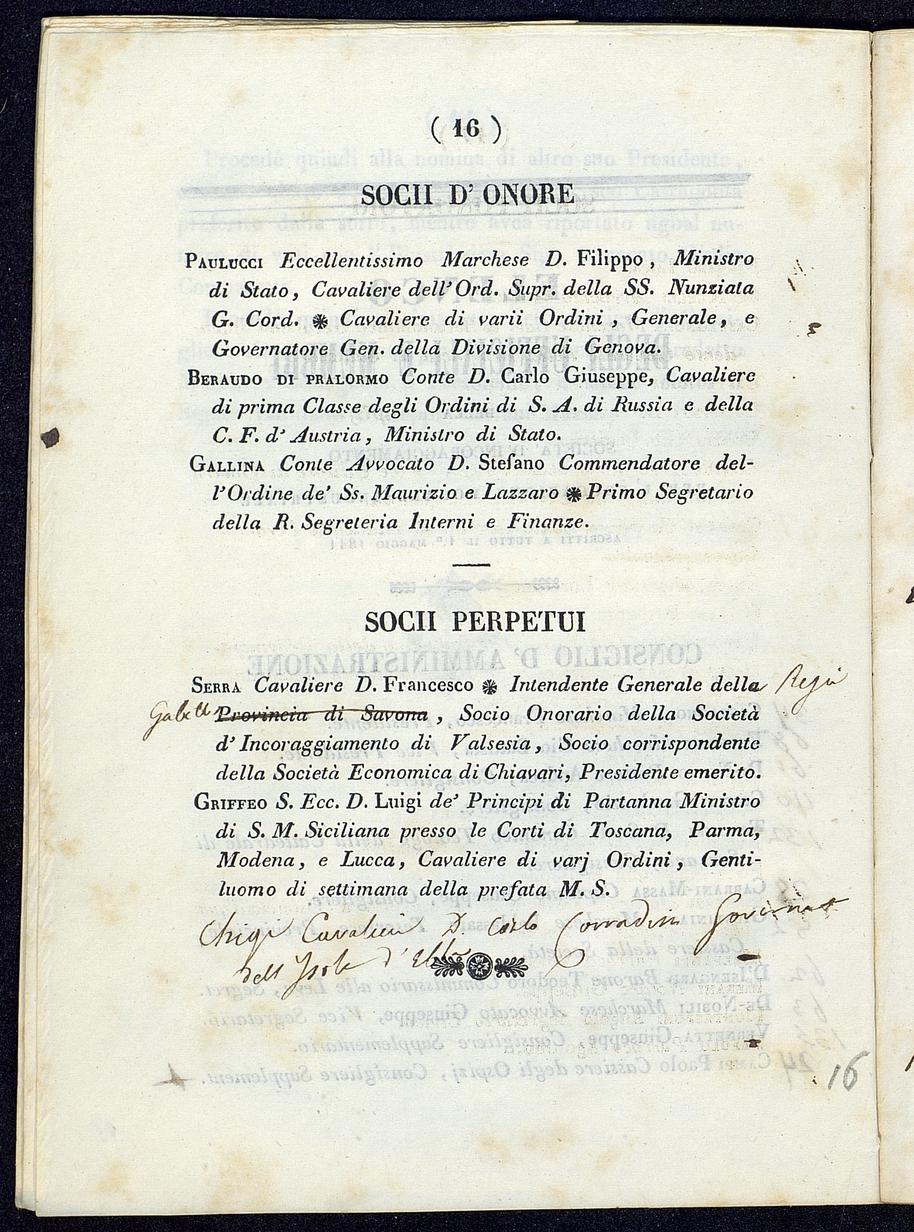 ( 16 )
SOCII D' ONORE
PAULUCCI Eccellentissimo Marchese D. Filippo, Ministro
di Stato, Cavaliere dell'Ord. Supr. della SS. Nunziata
G. Cord. ❋ Cavaliere di varii Ordini, Generale, e
Governatore Gen. della Divisione di Genova.
BERAUDO DI PRALORMO Conte D. Carlo Giuseppe, Cavaliere
di prima Classe degli Ordini di S. A. di Russia e della
C. F. d' Austria, Ministro di Stato.
GALLINA Conte Avvocato D. Stefano Commendatore del-
l'Ordine de' Ss. Maurizio e Lazzaro ❋ Primo Segretario
della R. Segreteria Interni e Finanze.
SOCII PERPETUI
SERRA Cavaliere D. Francesco ❋ Intendente Generale della Regia
Gabelle Provincia di Savona, Socio Onorario della Società
d'Incoraggiamento di Valsesia, Socio corrispondente
della Società Economica di Chiavari, Presidente emerito.
GRIFFEO S. Ecc. D. Luigi de' Principi di Partanna Ministro
di S. M. Siciliana presso le Corti di Toscana, Parma,
Modena, e Lucca, Cavaliere di varj Ordini, Genti-
luomo di settimana della prefata M. S.
Chigi Cavaliere D. Carlo Corradin Governat
dell Isola d'Elba
16